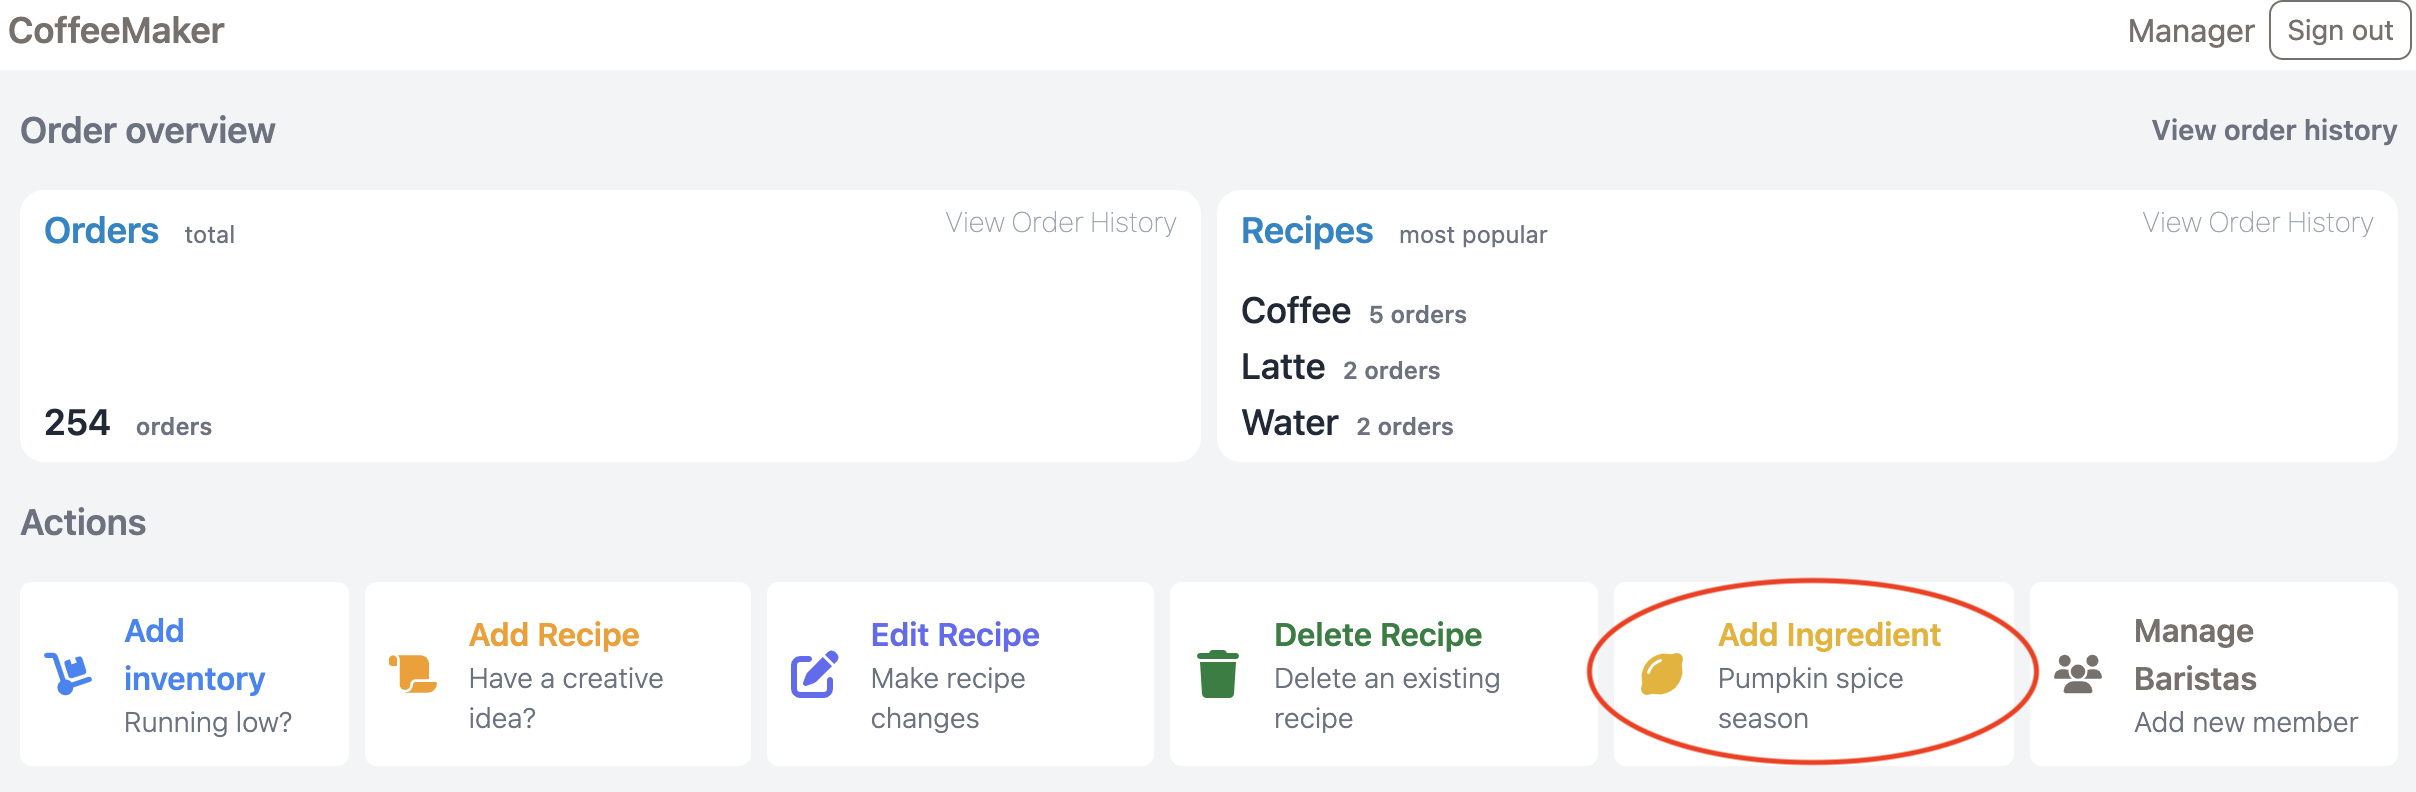 CoffeeMaker
Manager
Sign out
Order overview
View order history
Orders total
View Order History
254 orders
Recipes most popular
View Order History
Coffee 5 orders
Latte 2 orders
Water 2 orders
Actions
Add
inventory
Running low?
Add Recipe
Have a creative
idea?
Edit Recipe
Make recipe
changes
Delete Recipe
Delete an existing
recipe
Add Ingredient
Pumpkin spice
season
Manage
Baristas
Add new member